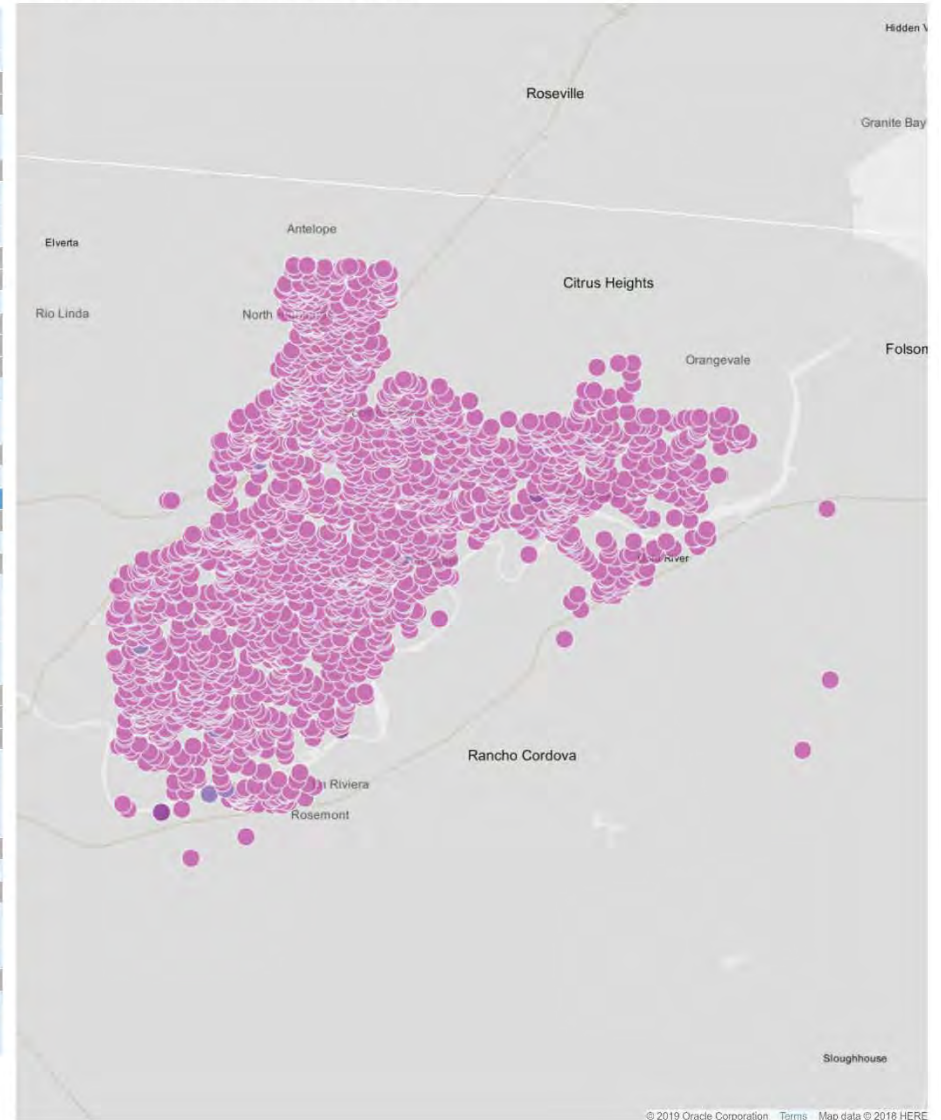 Hidden
Roseville
Granite Bay
Antelope
Elverta
Citrus Heights
Rio Linda
North
Folsom
Orangevale
River
Rancho Cordova
Riviera
Rosemont
Sloughhouse
© 2019 Oracle Corporation Terms Map data © 2018 HERE